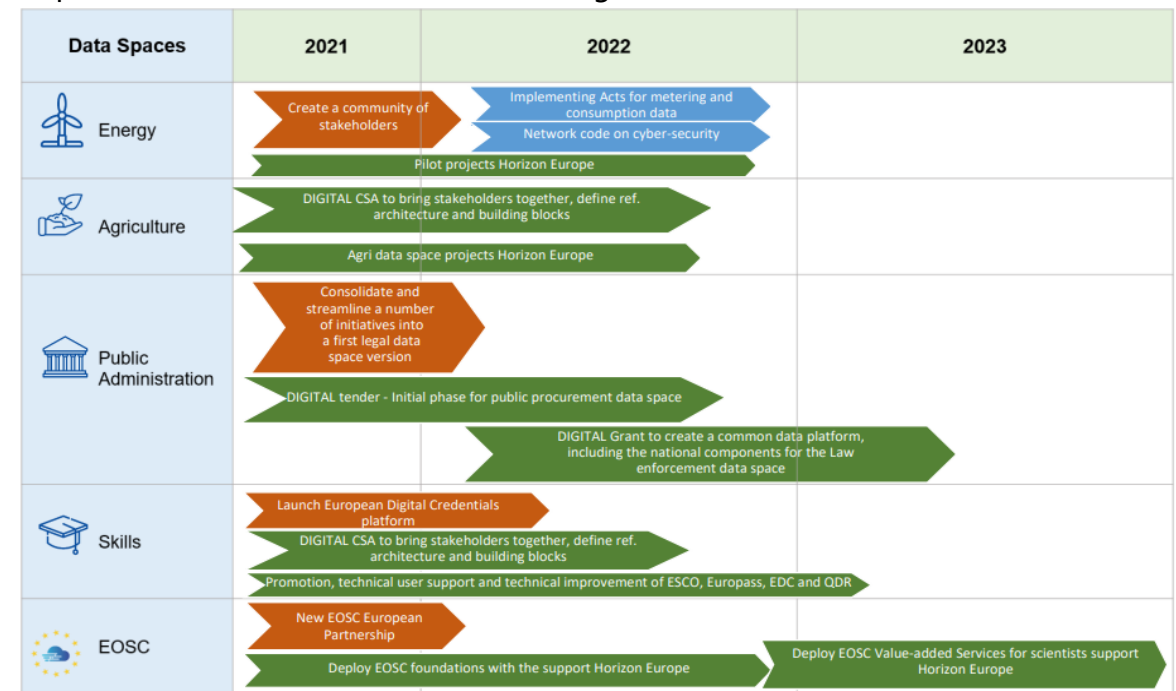 Data Spaces
2021
2022
2023
Energy
Create a community of
stakeholders
Implementing Acts for metering and
consumption data
Network code on cyber-security
Pilot projects Horizon Europe
Agriculture
DIGITAL CSA to bring stakeholders together, define ref.
architecture and building blocks
Agri data space projects Horizon Europe
Public
Administration
Consolidate and
streamline a number
of initiatives into
a first legal data
space version
DIGITAL tender - Initial phase for public procurement data space
DIGITAL Grant to create a common data platform,
including the national components for the Law
enforcement data space
Skills
Launch European Digital Credentials
platform
DIGITAL CSA to bring stakeholders together, define ref.
architecture and building blocks
Promotion, technical user support and technical improvement of ESCO, Europass, EDC and QDR
EOSC
New EOSC European
Partnership
Deploy EOSC foundations with the support Horizon Europe
Deploy EOSC Value-added Services for scientists support
Horizon Europe